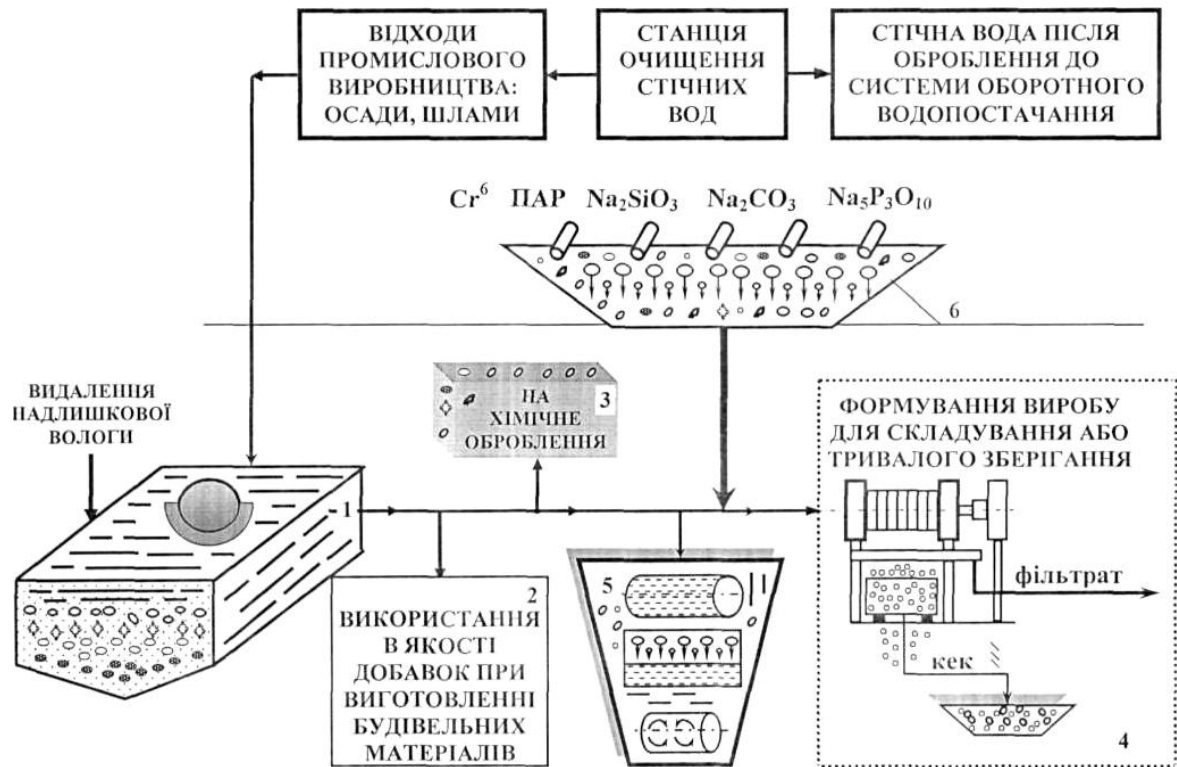 ВІДХОДИ
ПРОМИСЛОВОГО
ВИРОБНИЦТВА:
ОСАДИ, ШЛАМИ
СТАНЦІЯ
ОЧИЩЕННЯ
СТІЧНИХ
ВОД
СТІЧНА ВОДА ПІСЛЯ
ОБРОБЛЕННЯ ДО
СИСТЕМИ ОБОРОТНОГО
ВОДОПОСТАЧАННЯ
Cr⁶ ПАР Na₂SiO₃ Na₂CO₃ Na₅P₃O₁₀
6
ВИДАЛЕННЯ
НАДЛИШКОВОЇ
ВОЛОГИ
1
НА 3
ХІМІЧНЕ
ОБРОБЛЕННЯ
2
ВИКОРИСТАННЯ
В ЯКОСТІ
ДОБАВОК ПРИ
ВИГОТОВЛЕННІ
БУДІВЕЛЬНИХ
МАТЕРІАЛІВ
5
ФОРМУВАННЯ ВИРОБУ
ДЛЯ СКЛАДУВАННЯ АБО
ТРИВАЛОГО ЗБЕРІГАННЯ
фільтрат
кек
4